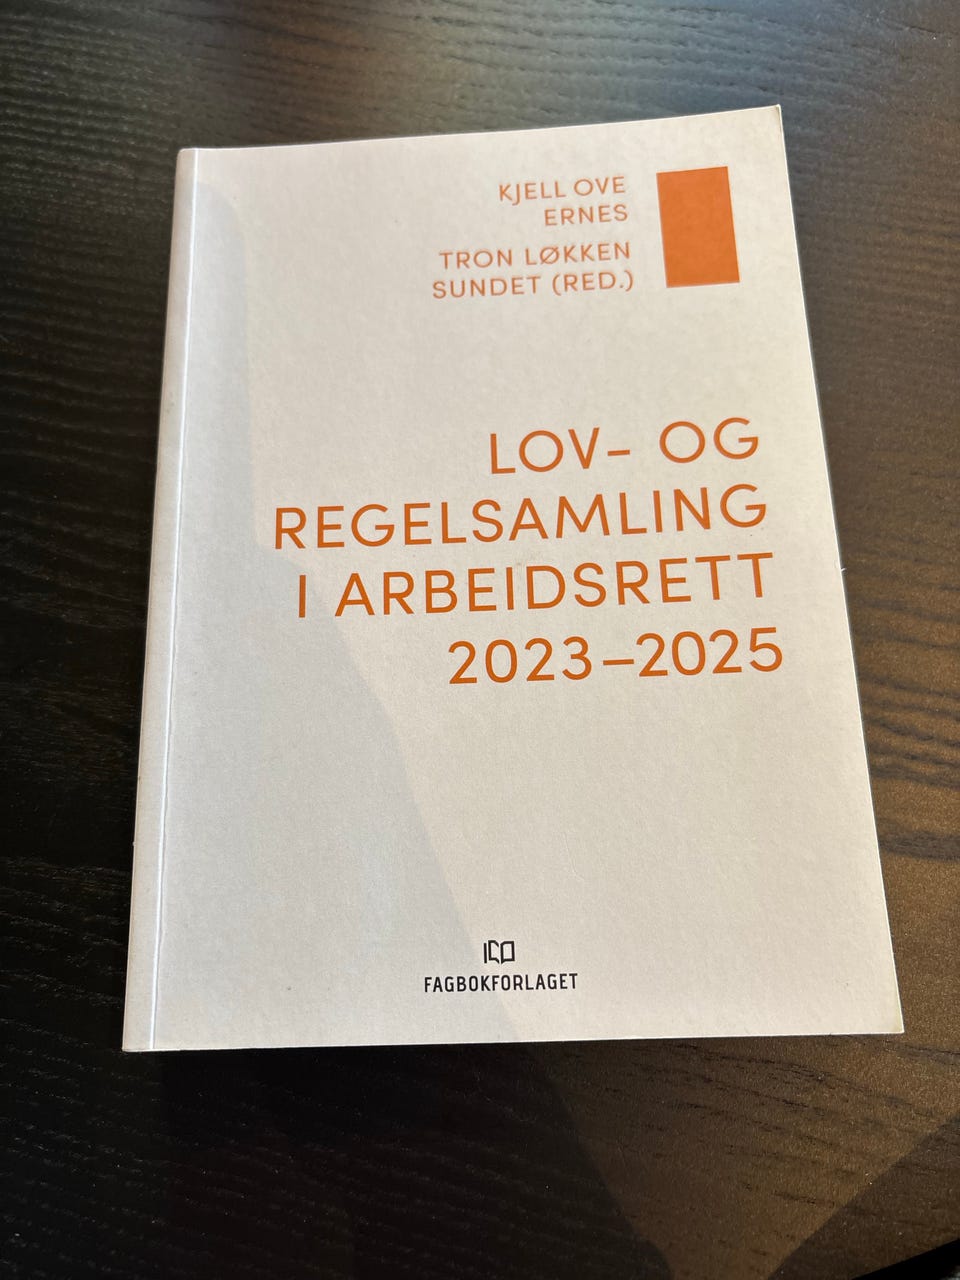 KJELL OVE
ERNES
TRON LØKKEN
SUNDET (RED.)
LOV- OG
REGELSAMLING
I ARBEIDSRETT
2023–2025
FAGBOKFORLAGET